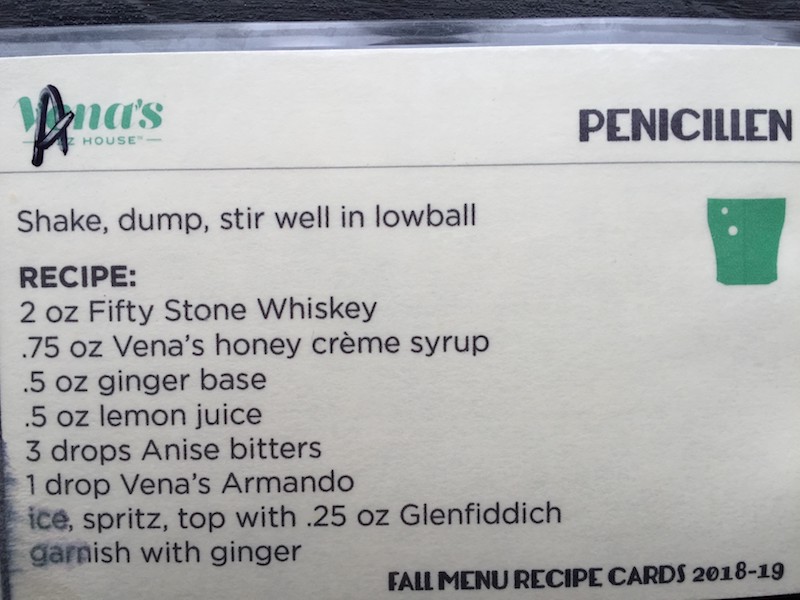 Vena's
A
HOUSE™
PENICILLEN
Shake, dump, stir well in lowball
RECIPE:
2 oz Fifty Stone Whiskey
.75 oz Vena's honey crème syrup
.5 oz ginger base
.5 oz lemon juice
3 drops Anise bitters
1 drop Vena's Armando
ice, spritz, top with .25 oz Glenfiddich
garnish with ginger
FALL MENU RECIPE CARDS 2018-19